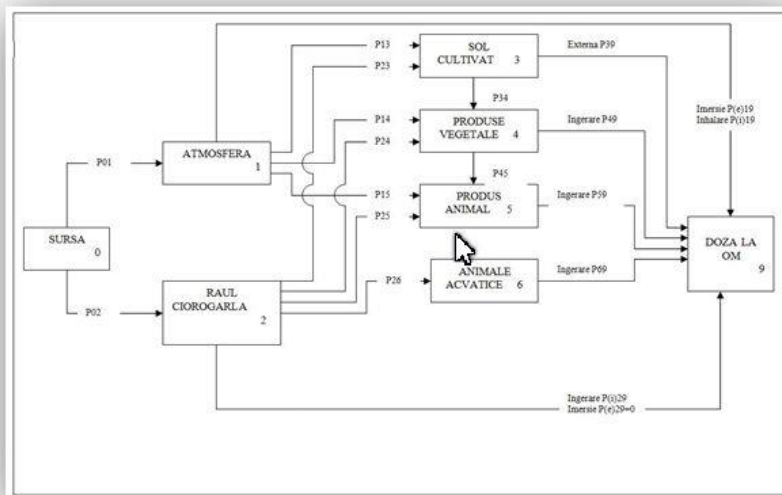 P13
SOL
CULTIVAT 3
Externa P39
P23
P34
Imersie P(e)19
Inhalare P(i)19
P14
PRODUSE
VEGETALE 4
Ingerare P49
P24
ATMOSFERA
1
P01
P45
P15
PRODUS
ANIMAL 5
Ingerare P59
P25
SURSA
0
DOZA LA
OM
9
ANIMALE
ACVATICE 6
Ingerare P69
P26
RAUL
CIOROGARLA
2
P02
Ingerare P(i)29
Imersie P(e)29=0